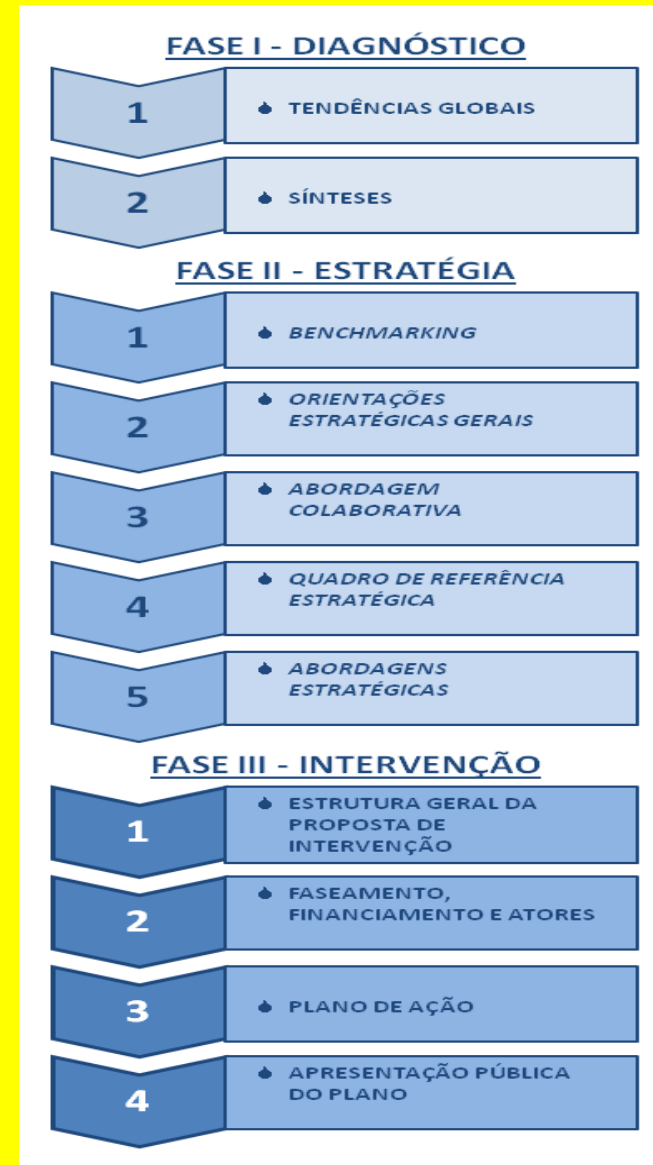 FASE I - DIAGNÓSTICO
1
TENDÊNCIAS GLOBAIS
2
SÍNTESES
FASE II - ESTRATÉGIA
1
BENCHMARKING
2
ORIENTAÇÕES
ESTRATÉGICAS GERAIS
3
ABORDAGEM
COLABORATIVA
4
QUADRO DE REFERÊNCIA
ESTRATÉGICA
5
ABORDAGENS
ESTRATÉGICAS
FASE III - INTERVENÇÃO
1
ESTRUTURA GERAL DA
PROPOSTA DE
INTERVENÇÃO
2
FASEAMENTO,
FINANCIAMENTO E ATORES
3
PLANO DE AÇÃO
4
APRESENTAÇÃO PÚBLICA
DO PLANO